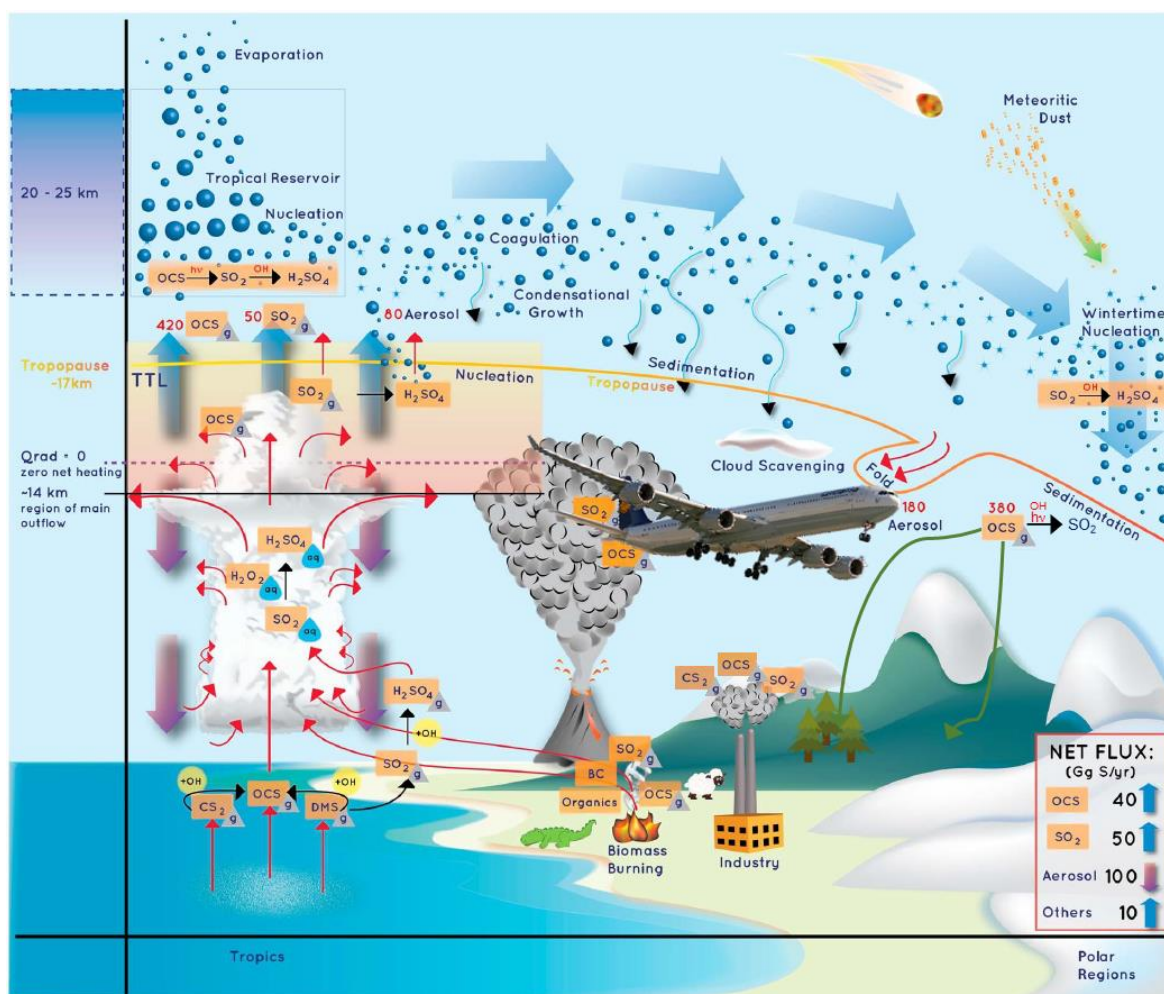 Evaporation
20 - 25 km
Tropical Reservoir
Nucleation
OCS hν SO2 OH H2SO4
Coagulation
Condensational
Growth
Meteoritic
Dust
Wintertime
Nucleation
SO2 OH H2SO4
420 OCS g
50 SO2 g
80 Aerosol
Tropopause
~17km
TTL
Nucleation
SO2 g
H2SO4 g
OCS g
Sedimentation
Tropopause
Qrad = 0
zero net heating
~14 km
region of main
outflow
Cloud Scavenging
Fold
Sedimentation
SO2 g
OCS g
180
Aerosol
380
OCS g
OH
hν
SO2
H2SO4 aq
H2O2 aq
SO2 aq
H2SO4 g
+OH
SO2 g
CS2 g
OCS g
SO2 g
+OH
+OH
CS2 g
OCS g
DMS g
SO2 g
BC
Organics
OCS g
Biomass
Burning
Industry
NET FLUX:
(Gg S/yr)
OCS 40
SO2 50
Aerosol 100
Others 10
Tropics
Polar
Regions